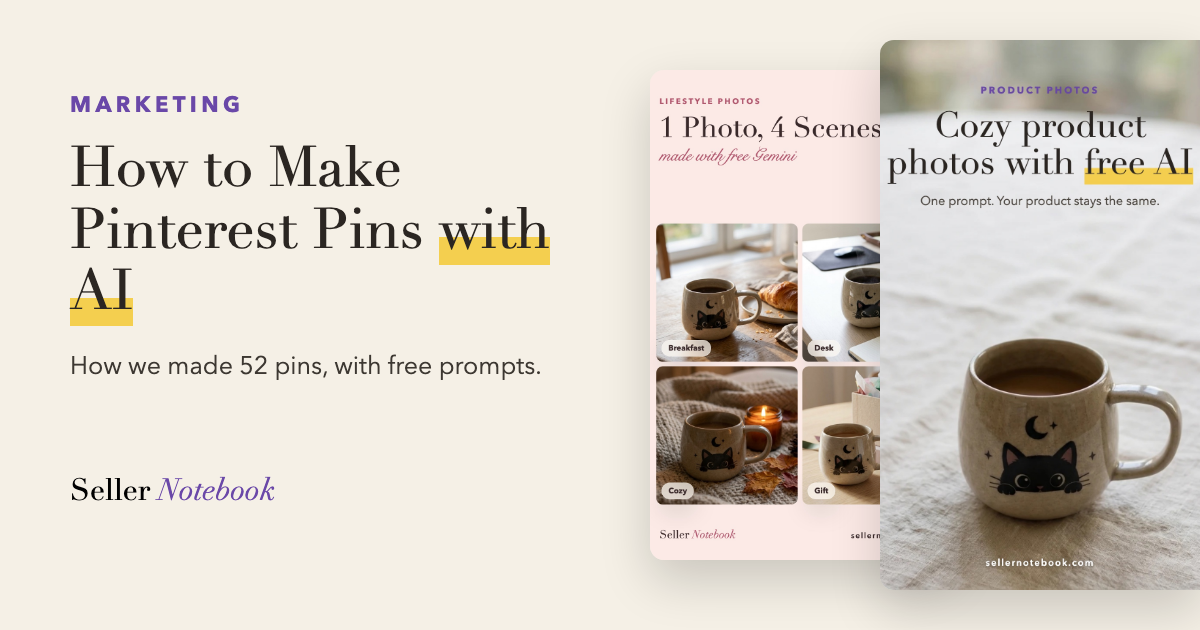 MARKETING
How to Make
Pinterest Pins with
AI
How we made 52 pins, with free prompts.
Seller Notebook
LIFESTYLE PHOTOS
1 Photo, 4 Scenes
made with free Gemini
Breakfast
Desk
Cozy
Gift
Seller Notebook
sellern
PRODUCT PHOTOS
Cozy product
photos with free AI
One prompt. Your product stays the same.
sellernotebook.com